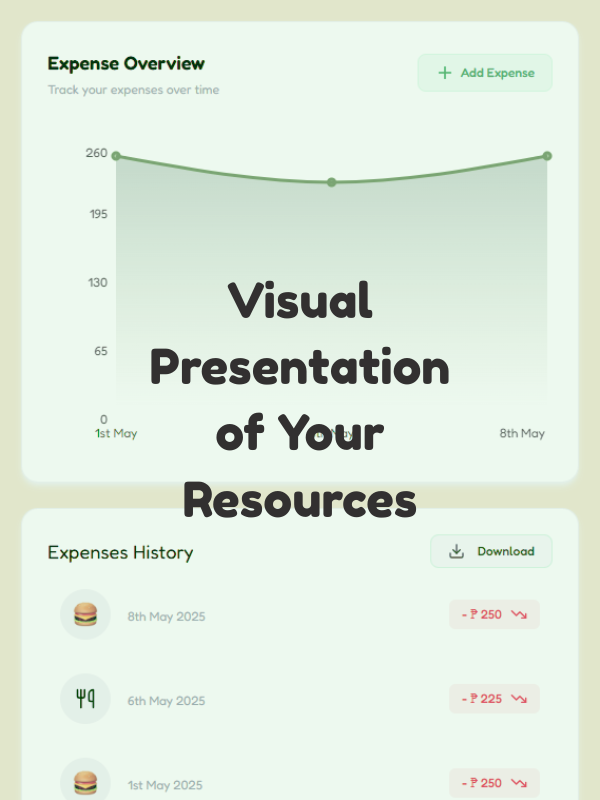 Expense Overview
Track your expenses over time
Add Expense
260
195
130
65
0
1st May
8th May
Visual
Presentation
of Your
Resources
Expenses History
Download
8th May 2025
- ₱ 250
6th May 2025
- ₱ 225
1st May 2025
- ₱ 250